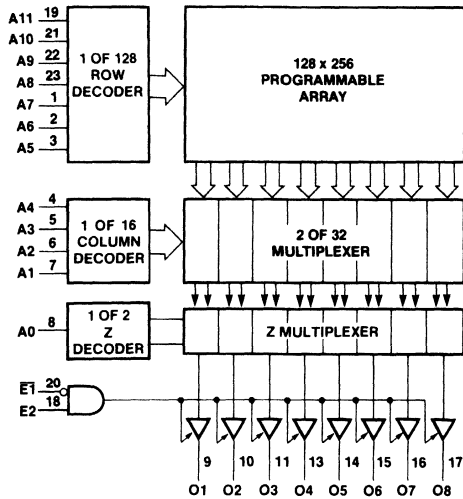 A11 19
A10 21
A9 22
A8 23
A7 1
A6 2
A5 3
1 OF 128
ROW
DECODER
128 x 256
PROGRAMMABLE
ARRAY
A4 4
A3 5
A2 6
A1 7
1 OF 16
COLUMN
DECODER
2 OF 32
MULTIPLEXER
A0 8
1 OF 2
Z
DECODER
Z MULTIPLEXER
E1 20
E2 18
9 10 11 13 14 15 16 17
O1 O2 O3 O4 O5 O6 O7 O8